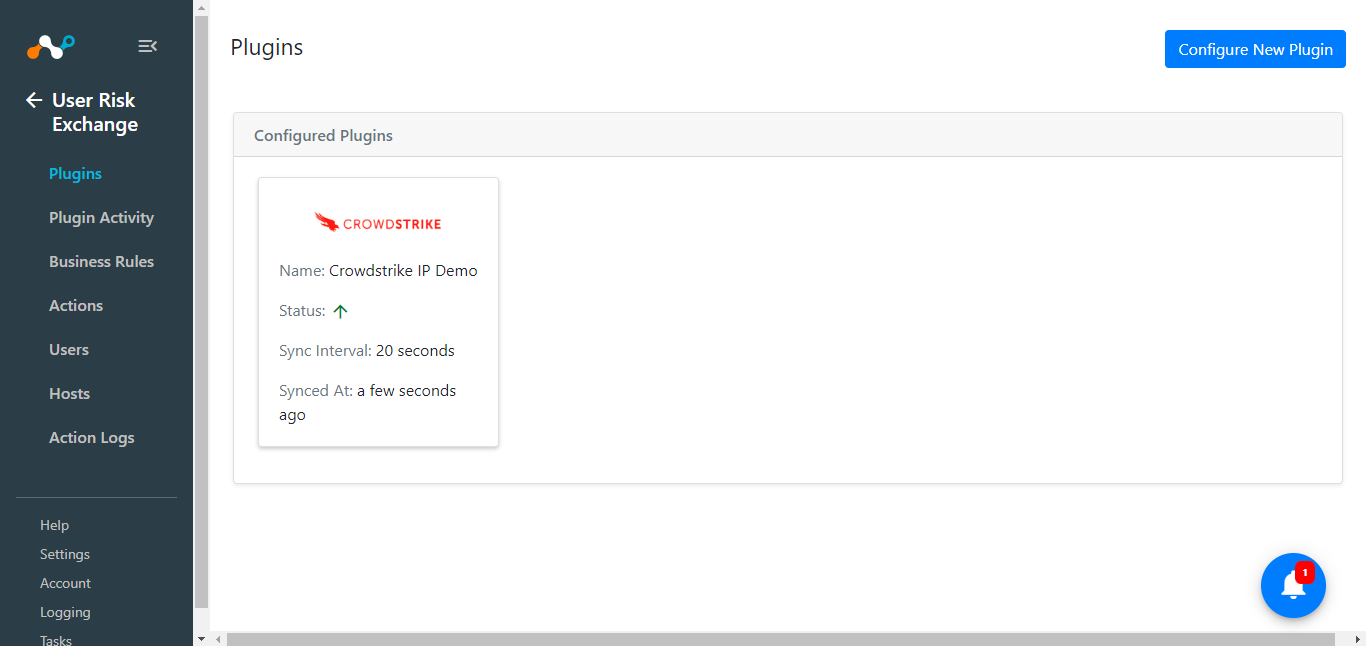 User Risk
Exchange
Plugins
Plugin Activity
Business Rules
Actions
Users
Hosts
Action Logs
Help
Settings
Account
Logging
Tasks
Plugins
Configure New Plugin
Configured Plugins
CROWDSTRIKE
Name: Crowdstrike IP Demo
Status:
Sync Interval: 20 seconds
Synced At: a few seconds
ago
1